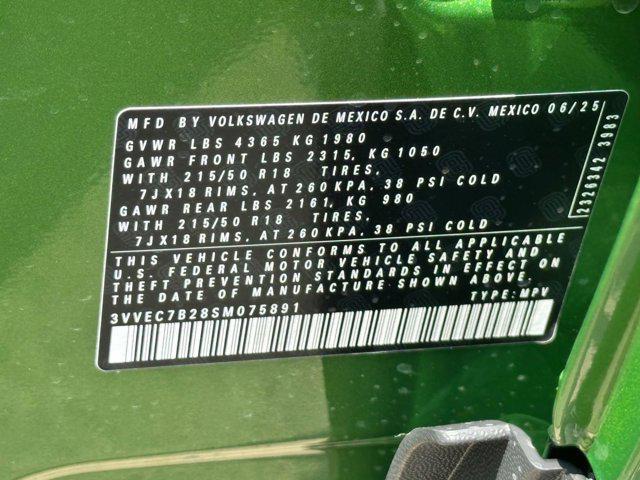 MFD BY VOLKSWAGEN DE MEXICO S.A. DE C.V. MEXICO 06/25
GVWR LBS 4365 KG 1980
GAWR FRONT LBS 2315, KG 1050
WITH 215/50 R18 TIRES,
7JX18 RIMS, AT 260 KPA, 38 PSI COLD
GAWR REAR LBS 2161, KG 980
WITH 215/50 R18 TIRES,
7JX18 RIMS, AT 260 KPA, 38 PSI COLD
THIS VEHICLE CONFORMS TO ALL APPLICABLE
U.S. FEDERAL MOTOR VEHICLE SAFETY AND
THEFT PREVENTION STANDARDS IN EFFECT ON
THE DATE OF MANUFACTURE SHOWN ABOVE.
3VVEC7B28SM075891 TYPE: MPV
2326342 3983